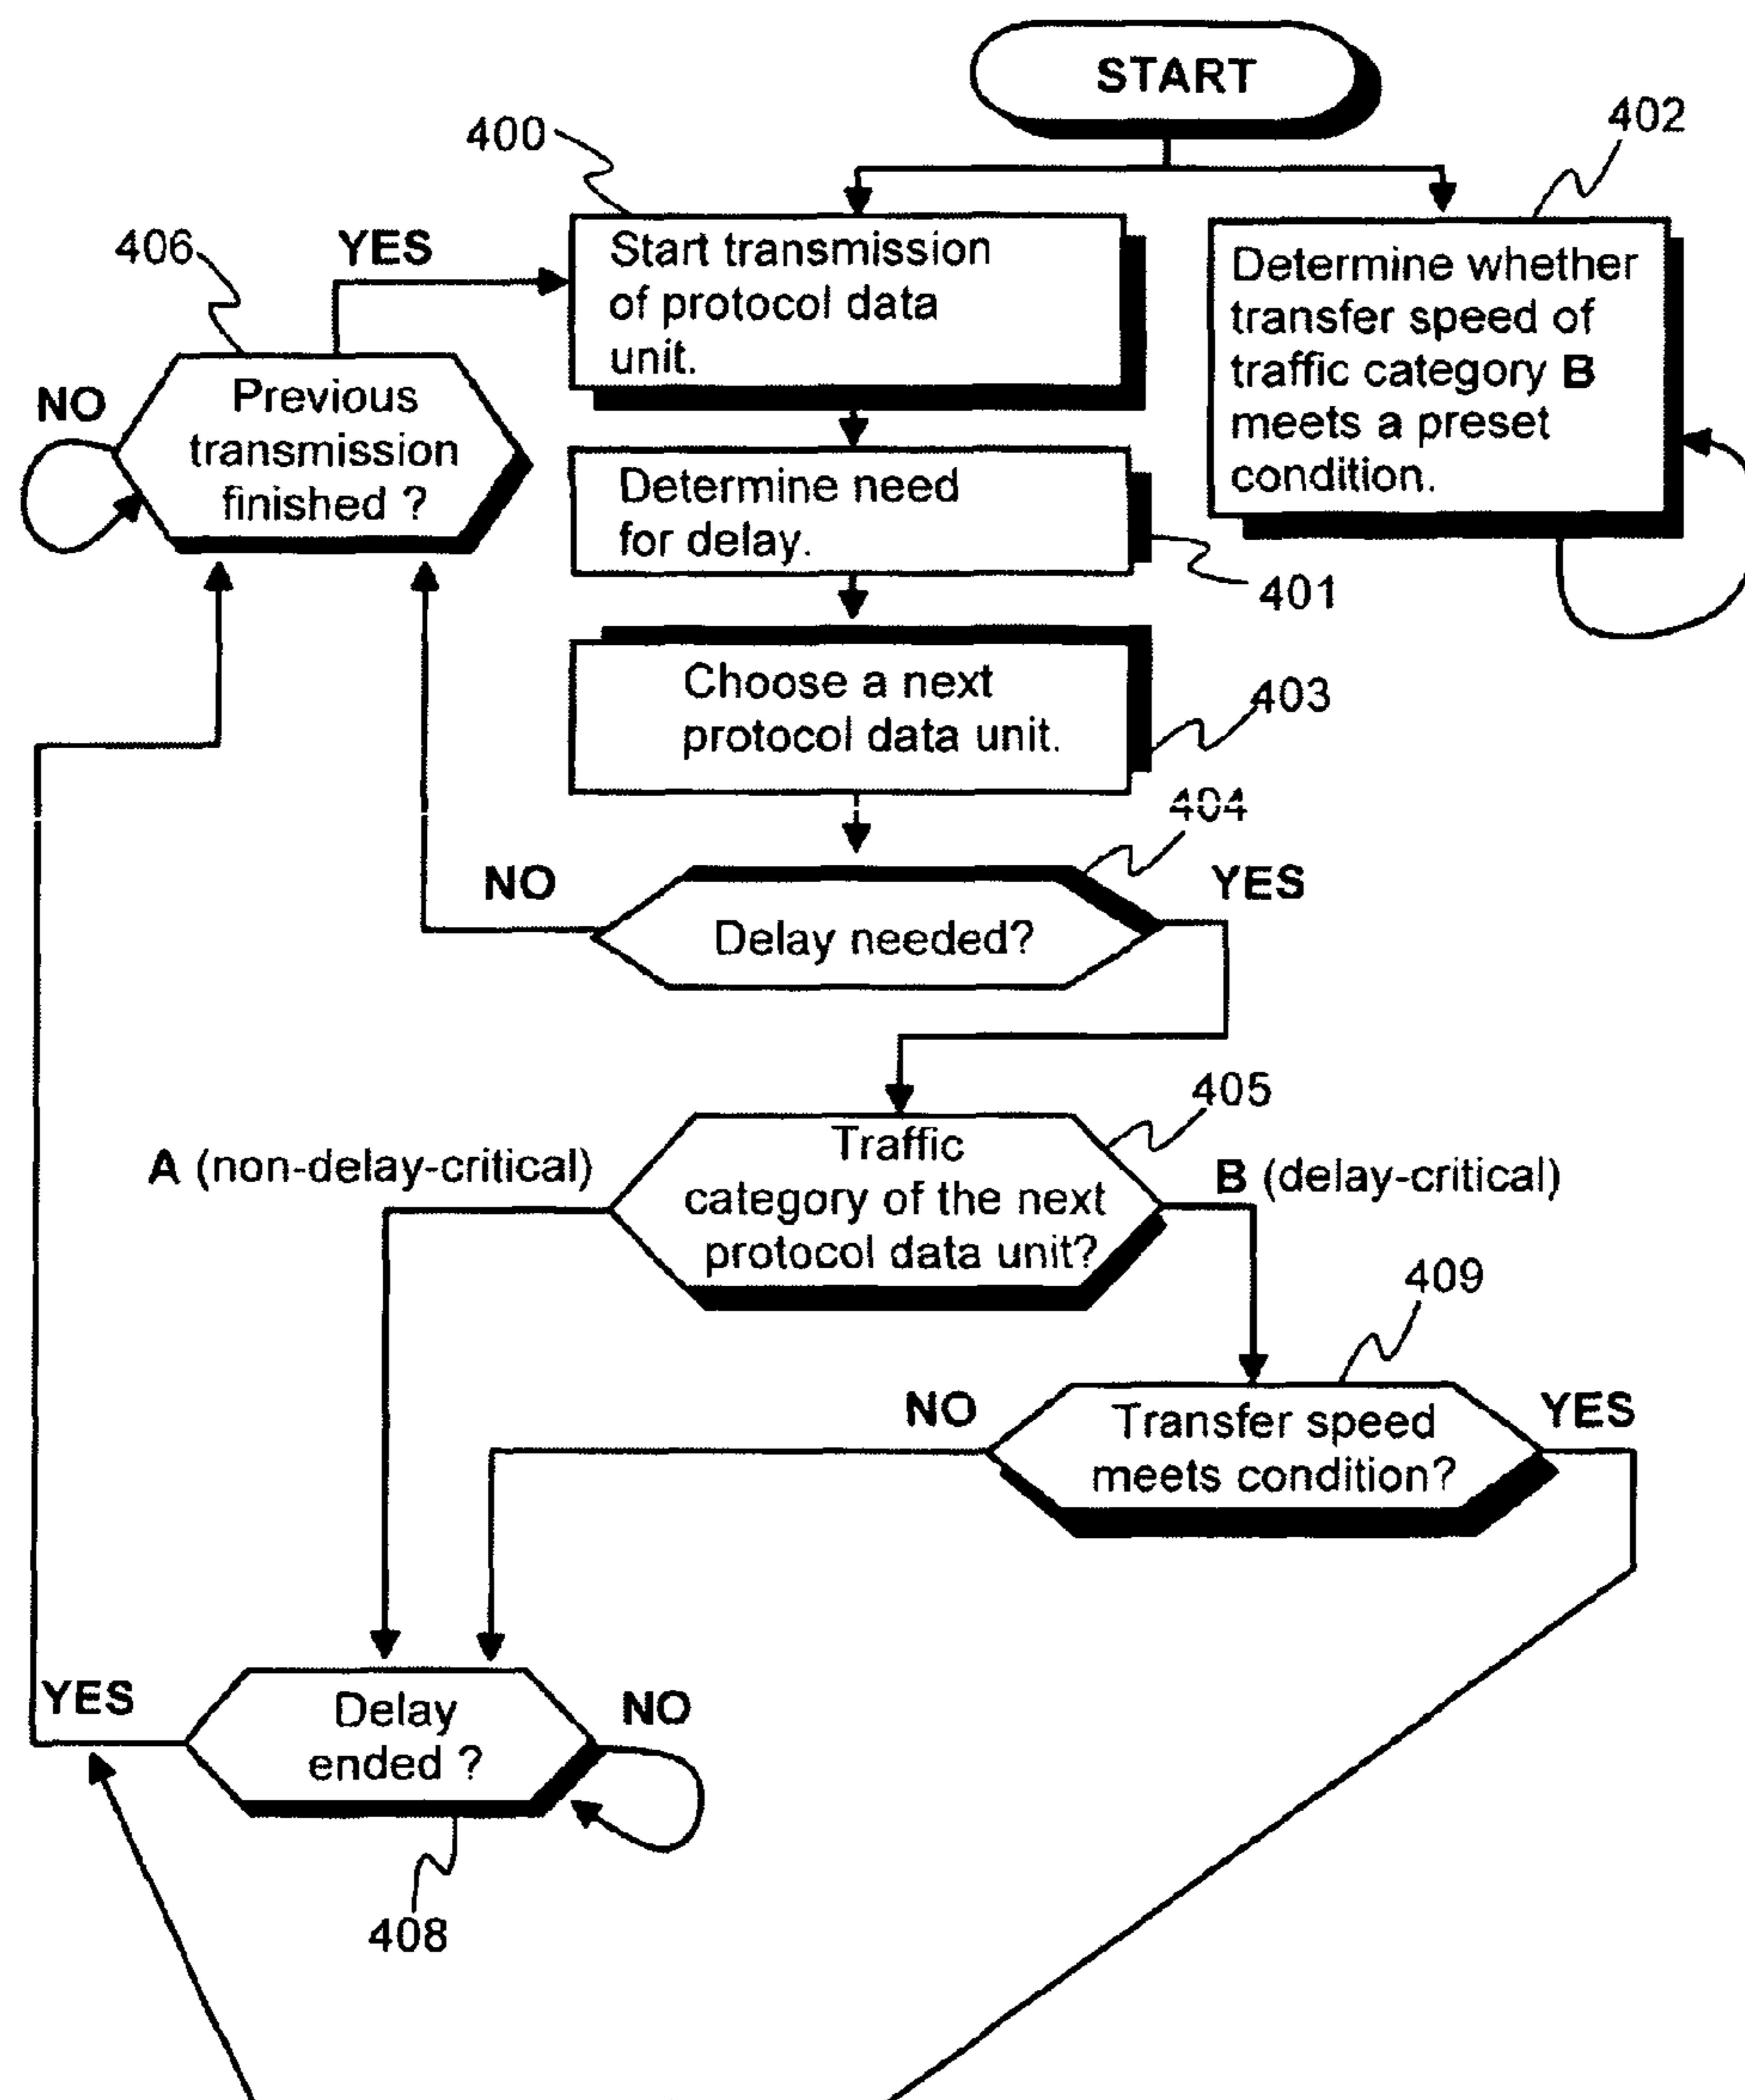 START
400
402
406
YES
Start transmission
of protocol data
unit.
Determine whether
transfer speed of
traffic category B
meets a preset
condition.
NO
Previous
transmission
finished ?
Determine need
for delay.
401
Choose a next
protocol data unit.
403
404
NO
YES
Delay needed?
405
A (non-delay-critical)
Traffic
category of the next
protocol data unit?
B (delay-critical)
409
NO
Transfer speed
meets condition?
YES
YES
Delay
ended ?
NO
408